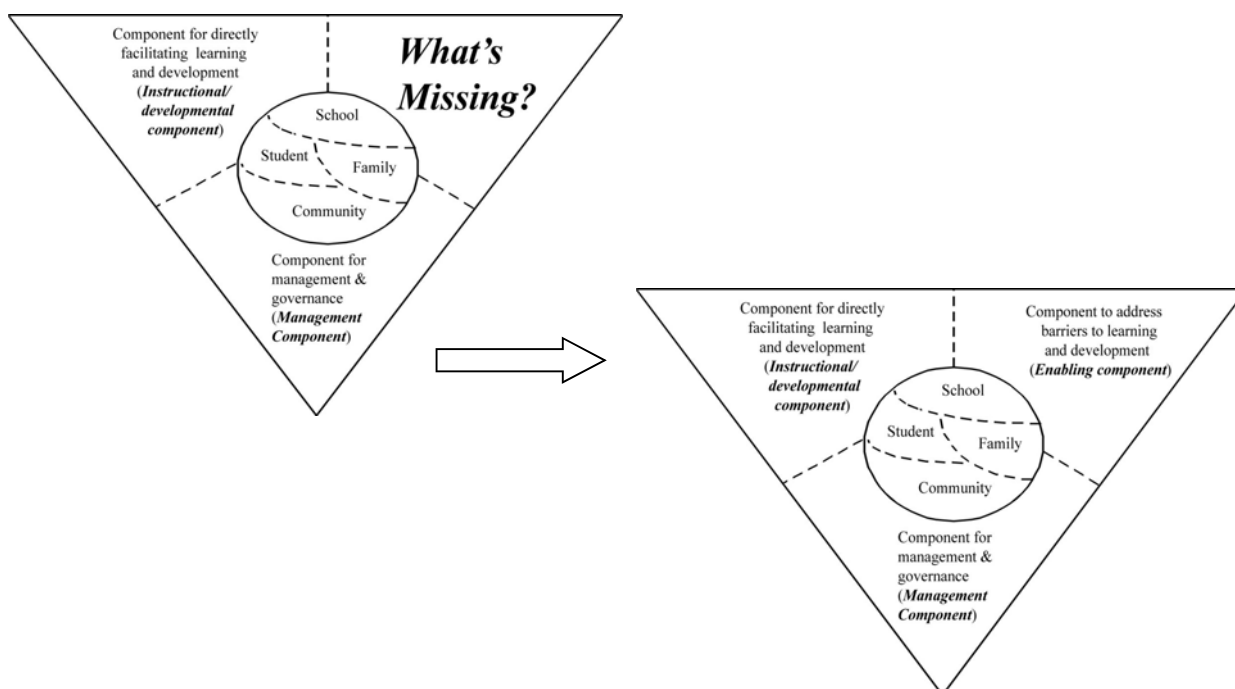 Component for directly
facilitating learning
and development
(Instructional/
developmental
component)
What's
Missing?
School
Student
Family
Community
Component for
management &
governance
(Management
Component)
Component for directly
facilitating learning
and development
(Instructional/
developmental
component)
Component to address
barriers to learning
and development
(Enabling component)
School
Student
Family
Community
Component for
management &
governance
(Management
Component)